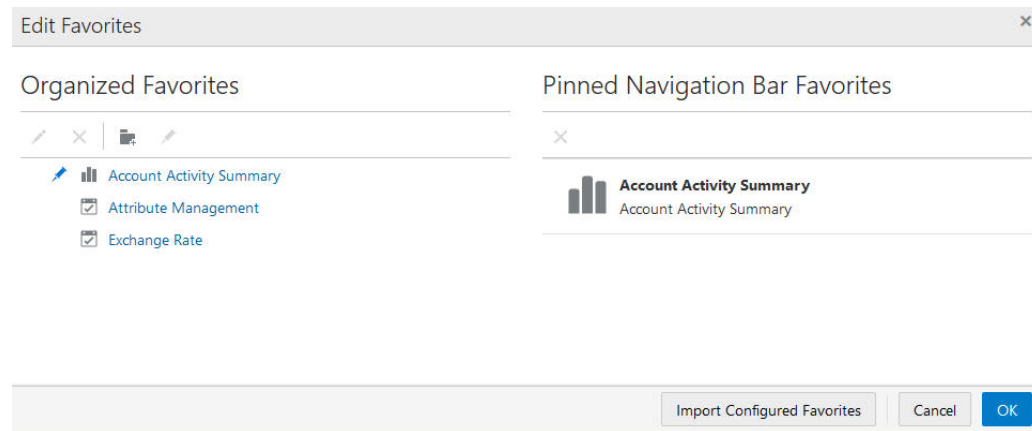 Edit Favorites
Organized Favorites
Account Activity Summary
Attribute Management
Exchange Rate
Pinned Navigation Bar Favorites
Account Activity Summary
Account Activity Summary
Import Configured Favorites
Cancel
OK